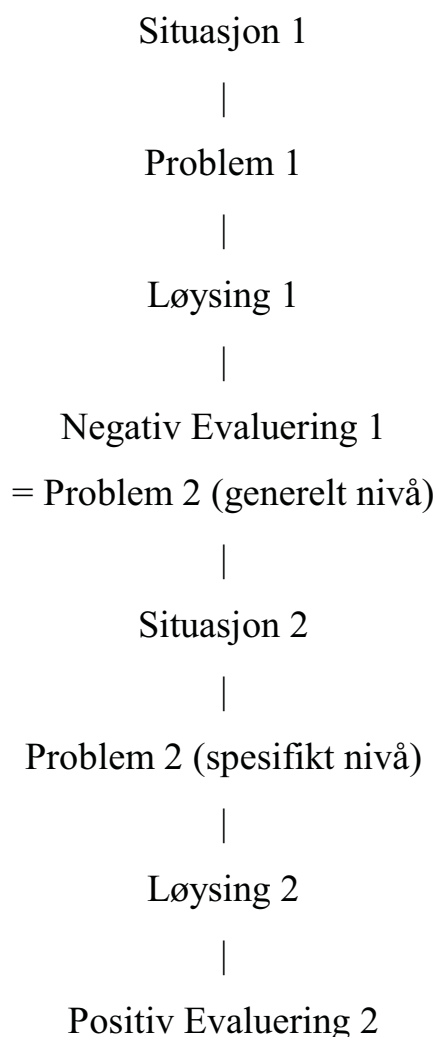 Situasjon 1
|
Problem 1
|
Løysing 1
|
Negativ Evaluering 1
= Problem 2 (generelt nivå)
|
Situasjon 2
|
Problem 2 (spesifikt nivå)
|
Løysing 2
|
Positiv Evaluering 2